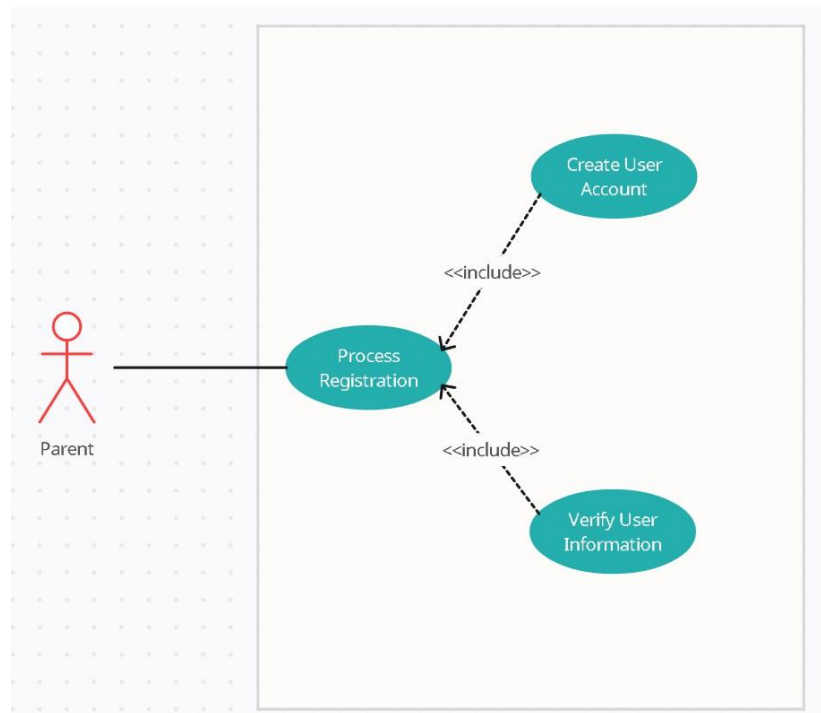 Create User
Account
<<include>>
Process
Registration
Parent
<<include>>
Verify User
Information